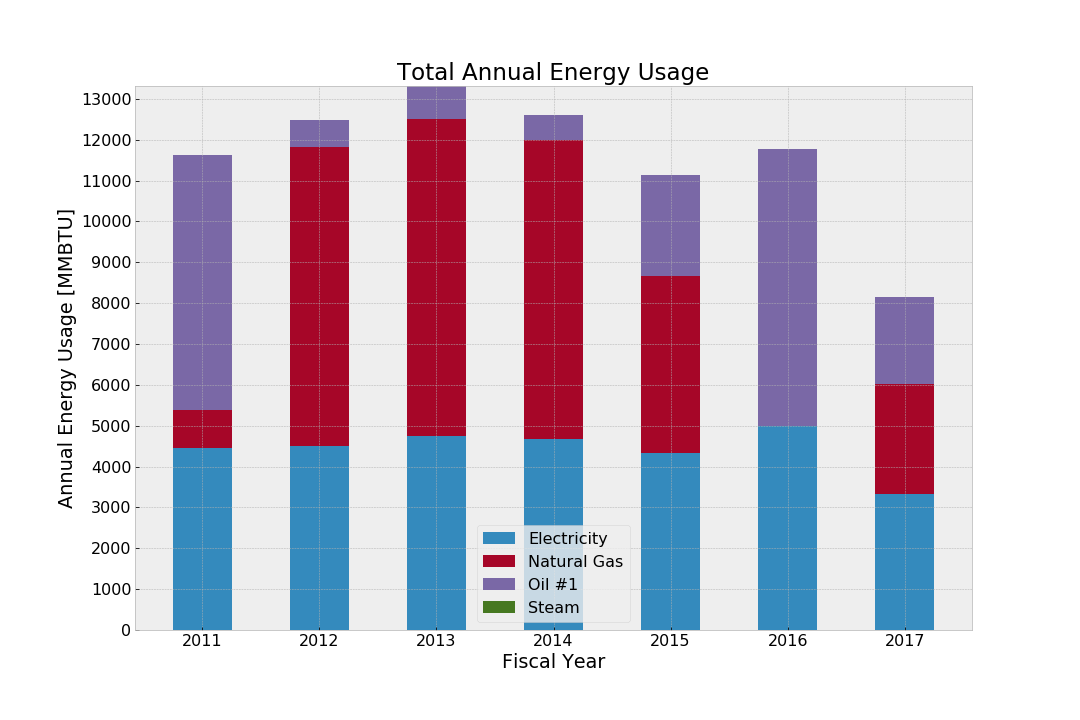 Total Annual Energy Usage
Annual Energy Usage [MMBTU]
13000
12000
11000
10000
9000
8000
7000
6000
5000
4000
3000
2000
1000
0
Electricity
Natural Gas
Oil #1
Steam
2011 2012 2013 2014 2015 2016 2017
Fiscal Year